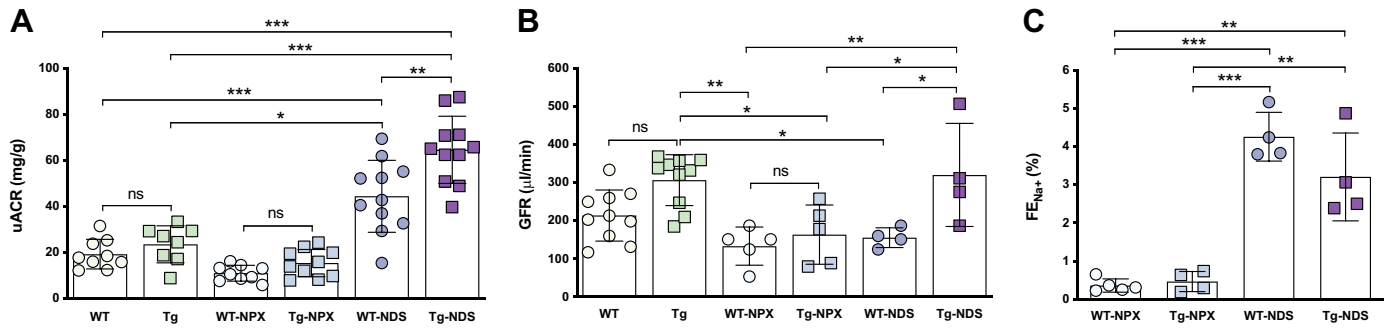 A
B
C
***
***
**
***
*
ns
ns
uACR (mg/g)
100
80
60
40
20
0
WT
Tg
WT-NPX
Tg-NPX
WT-NDS
Tg-NDS
**
*
*
**
*
*
ns
ns
GFR (µl/min)
600
500
400
300
200
100
0
WT
Tg
WT-NPX
Tg-NPX
WT-NDS
Tg-NDS
**
***
**
***
FENa+ (%)
6
5
4
3
2
1
0
WT-NPX
Tg-NPX
WT-NDS
Tg-NDS